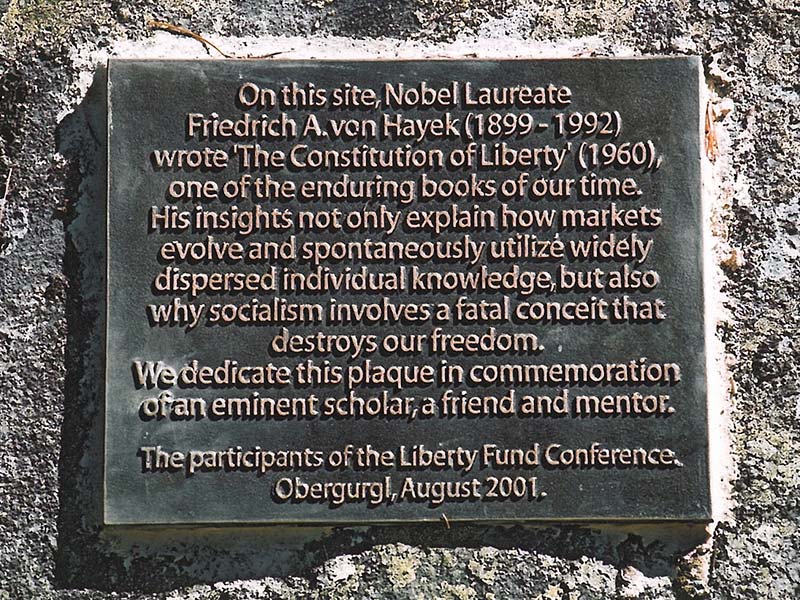 On this site, Nobel Laureate
Friedrich A. von Hayek (1899 - 1992)
wrote 'The Constitution of Liberty' (1960),
one of the enduring books of our time.
His insights not only explain how markets
evolve and spontaneously utilize widely
dispersed individual knowledge, but also
why socialism involves a fatal conceit that
destroys our freedom.
We dedicate this plaque in commemoration
of an eminent scholar, a friend and mentor.
The participants of the Liberty Fund Conference.
Obergurgl, August 2001.